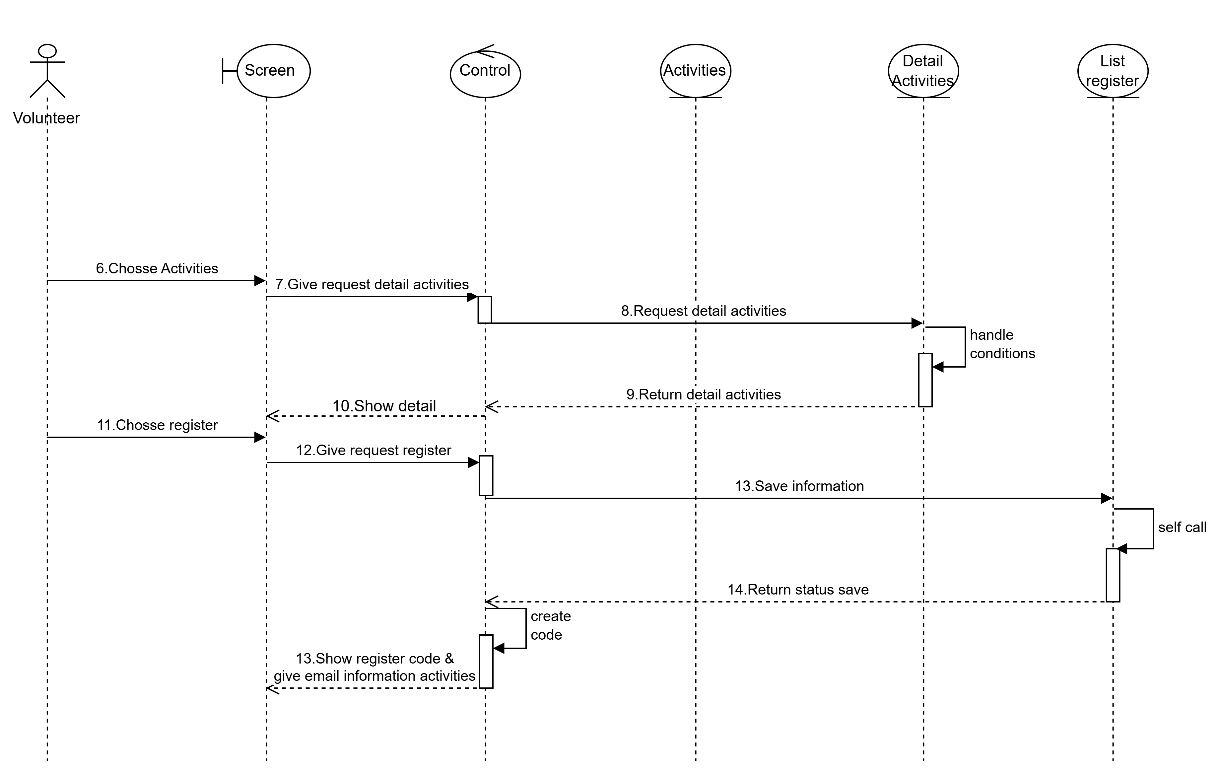 Screen
Control
Activities
Detail
Activities
List
register
Volunteer
6.Chosse Activities
7.Give request detail activities
8.Request detail activities
handle
conditions
9.Return detail activities
10.Show detail
11.Chosse register
12.Give request register
13.Save information
self call
14.Return status save
create
code
13.Show register code &
give email information activities